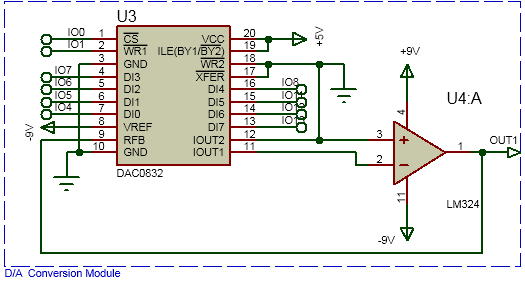 U3
IO0 1 CS VCC 20 +5V
IO1 2 WR1 ILE(BY1/BY2) 19
3 GND WR2 18
IO7 4 DI3 XFER 17
IO6 5 DI2 DI4 16 IO8
IO5 6 DI1 DI5 15
IO4 7 DI0 DI6 14
-9V 8 VREF DI7 13
9 RFB IOUT2 12
10 GND IOUT1 11
DAC0832
+9V
U4:A
4
3 +
2 -
1 OUT1
11
LM324
-9V
D/A Conversion Module